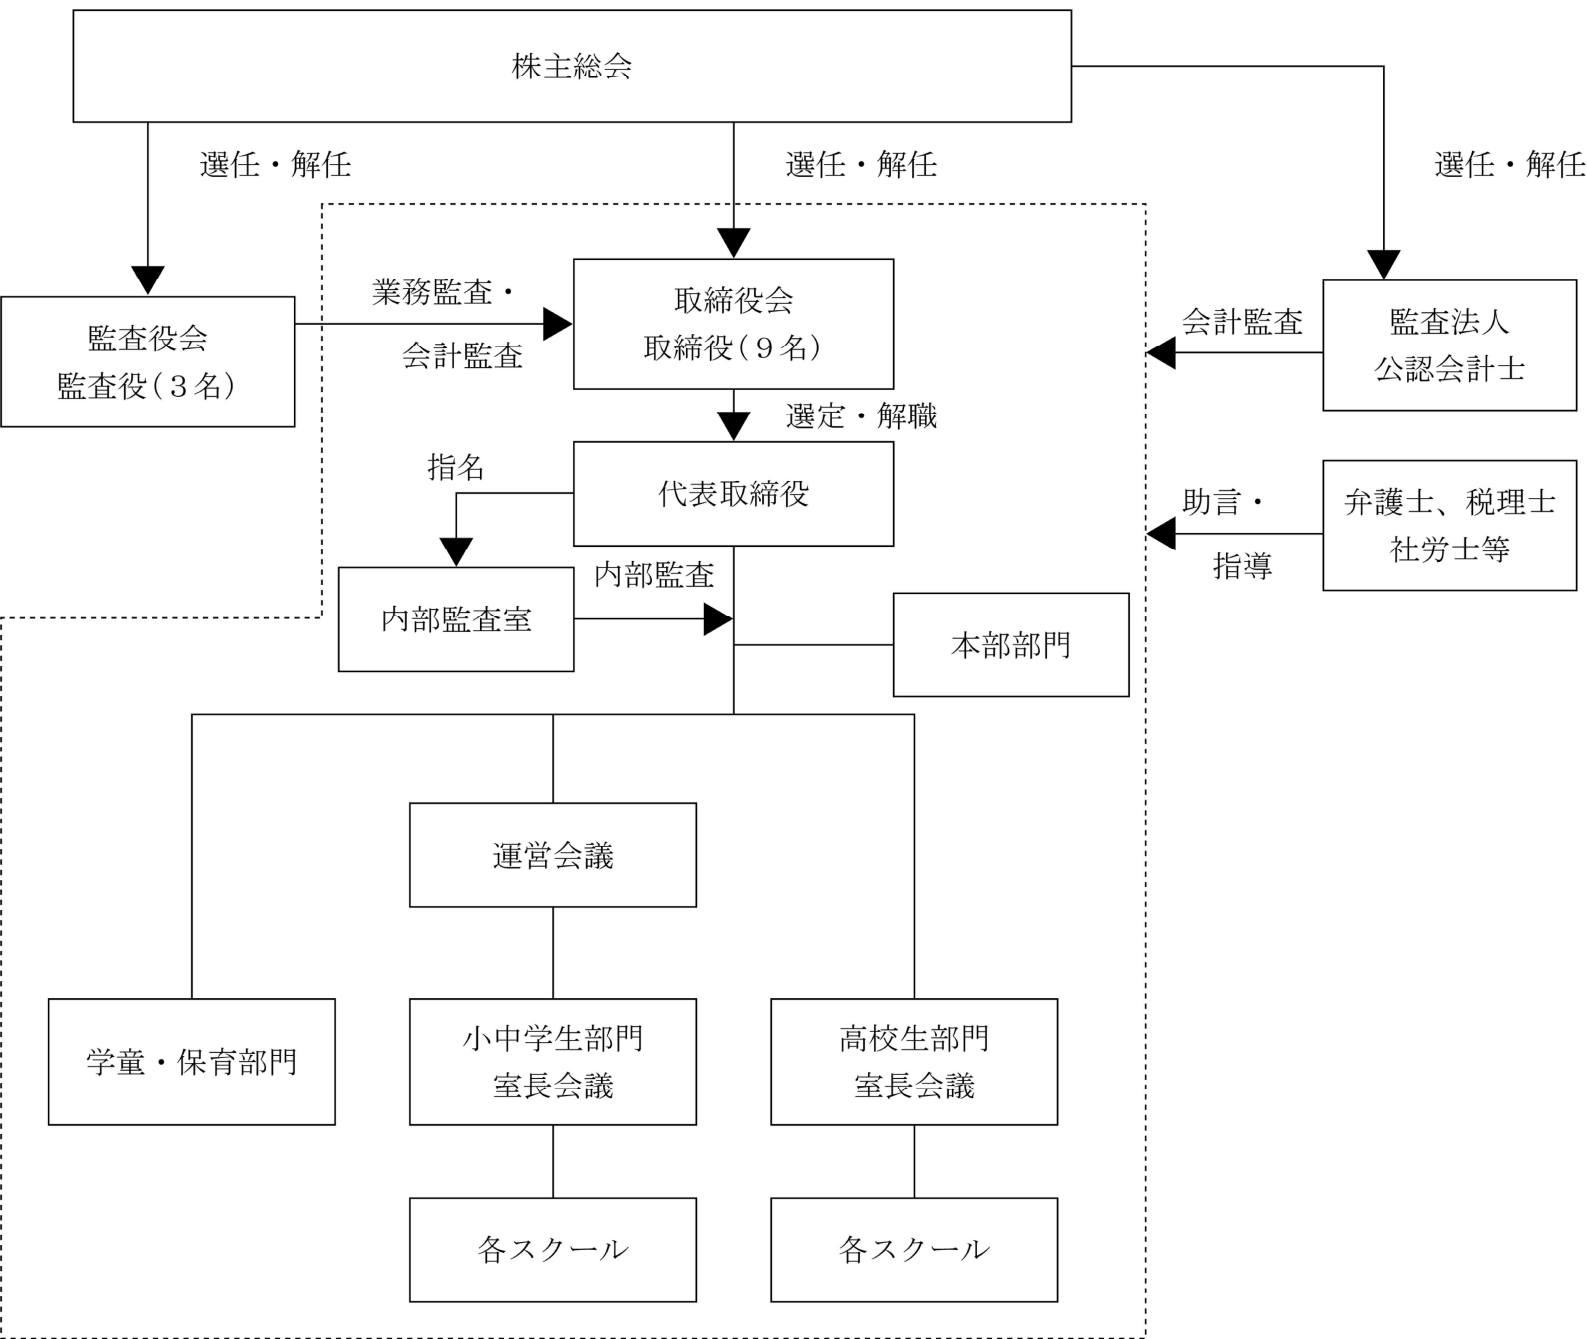 株主総会
選任・解任
選任・解任
選任・解任
業務監査・
会計監査
監査役会
監査役(３名)
取締役会
取締役(９名)
会計監査
監査法人
公認会計士
選定・解職
指名
代表取締役
助言・
指導
弁護士、税理士
社労士等
内部監査
内部監査室
本部部門
運営会議
学童・保育部門
小中学生部門
室長会議
高校生部門
室長会議
各スクール
各スクール